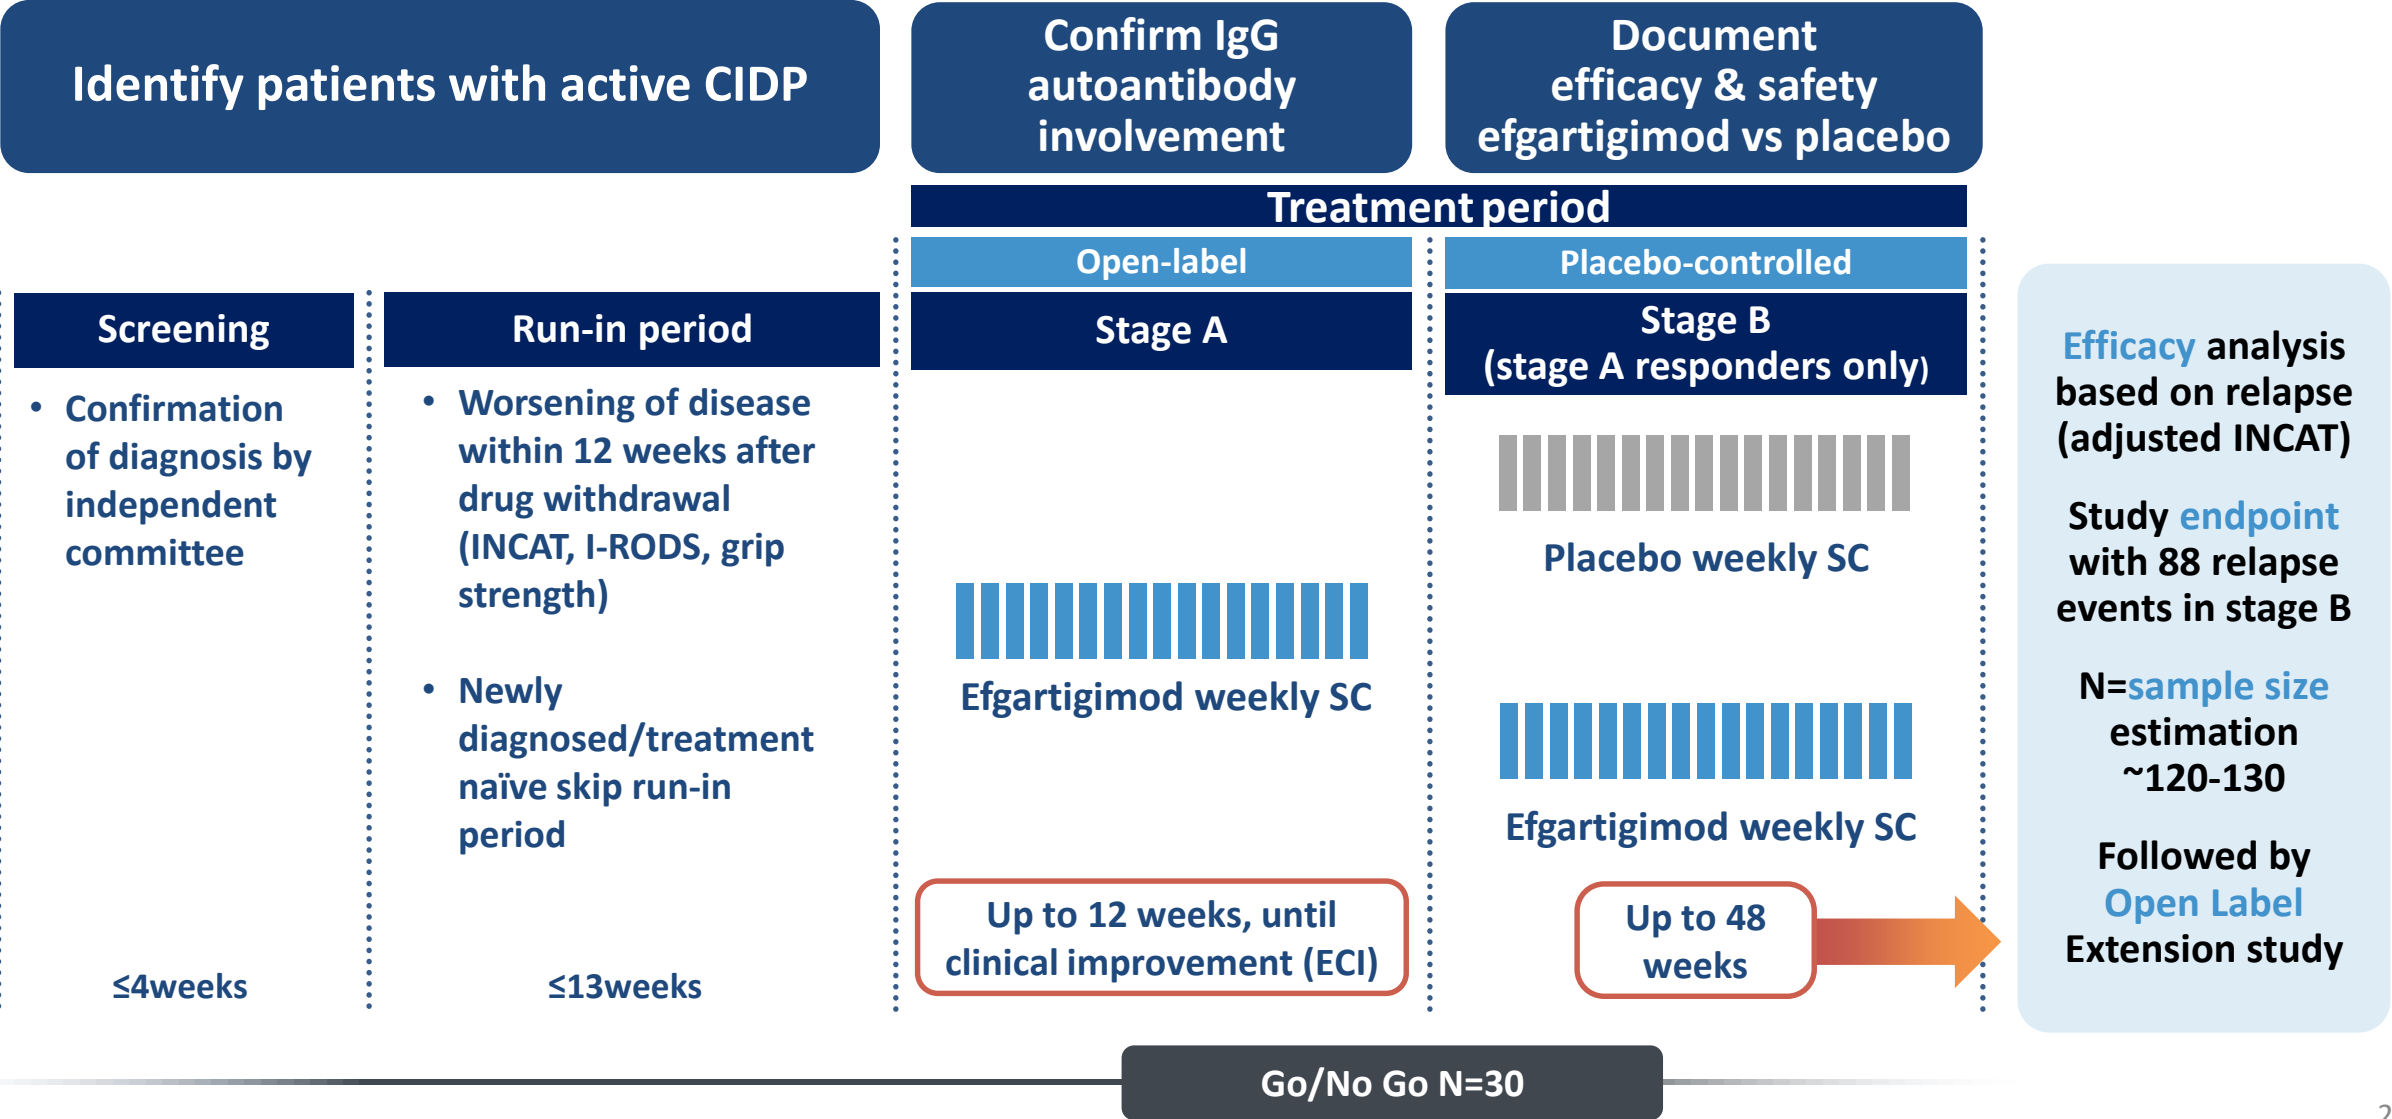 Identify patients with active CIDP
Confirm IgG
autoantibody
involvement
Document
efficacy & safety
efgartigimod vs placebo
Treatment period
Open-label
Placebo-controlled
Screening
Run-in period
Stage A
Stage B
(stage A responders only)
• Confirmation
of diagnosis by
independent
committee
≤4weeks
• Worsening of disease
within 12 weeks after
drug withdrawal
(INCAT, I-RODS, grip
strength)
• Newly
diagnosed/treatment
naïve skip run-in
period
≤13weeks
Efgartigimod weekly SC
Up to 12 weeks, until
clinical improvement (ECI)
Placebo weekly SC
Efgartigimod weekly SC
Up to 48
weeks
Efficacy analysis
based on relapse
(adjusted INCAT)
Study endpoint
with 88 relapse
events in stage B
N=sample size
estimation
~120-130
Followed by
Open Label
Extension study
Go/No Go N=30